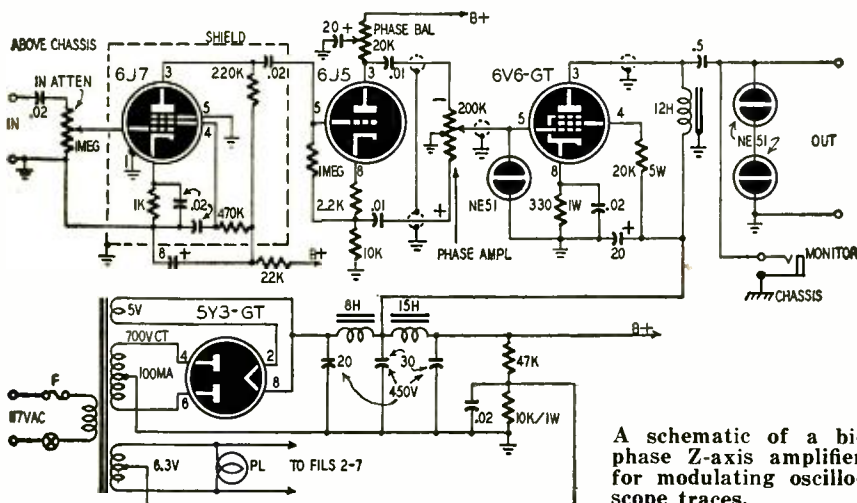 ABOVE CHASSIS
SHIELD
IN ATTEN
.02
IN
1MEG
6J7
3
5
4
8
1K
.02
470K
220K
.02
8 +
22K
B+
20 +
PHASE BAL
20K
B+
6J5
3
5
8
1MEG
2.2K
10K
.01
.01
+
−
200K
+
PHASE AMPL
6V6-GT
3
5
4
8
NE51
330
1W
.02
20K
5W
+
20
12H
.5
NE51
OUT
MONITOR
CHASSIS
5V
5Y3-GT
700VCT
100MA
4
6
2
8
F
117VAC
6.3V
PL
TO FILS 2-7
8H
15H
20
30
450V
.02
47K
10K/1W
B+
A schematic of a bi-
phase Z-axis amplifier
for modulating oscillo-
scope traces.